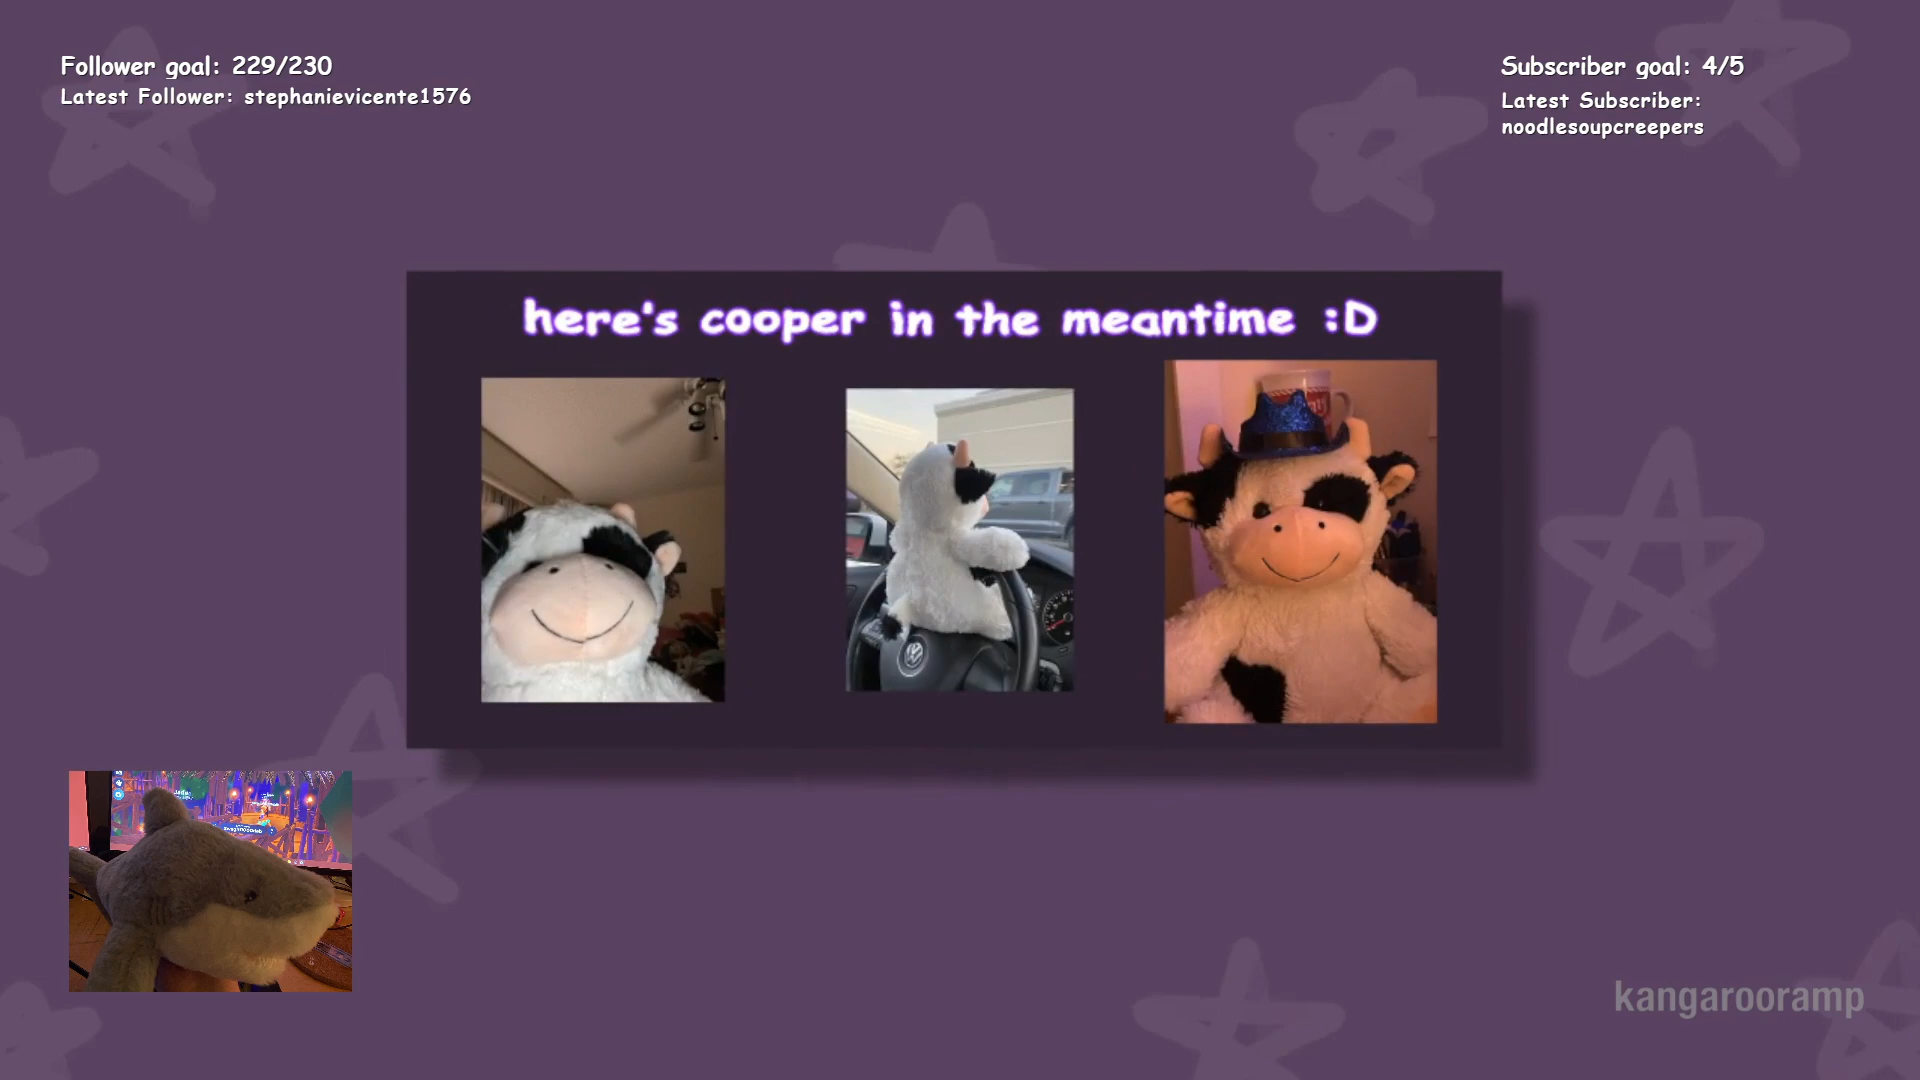 Follower goal: 229/230
Latest Follower: stephanievicente1576
Subscriber goal: 4/5
Latest Subscriber:
noodlesoupcreepers
here's cooper in the meantime :D
kangarooramp